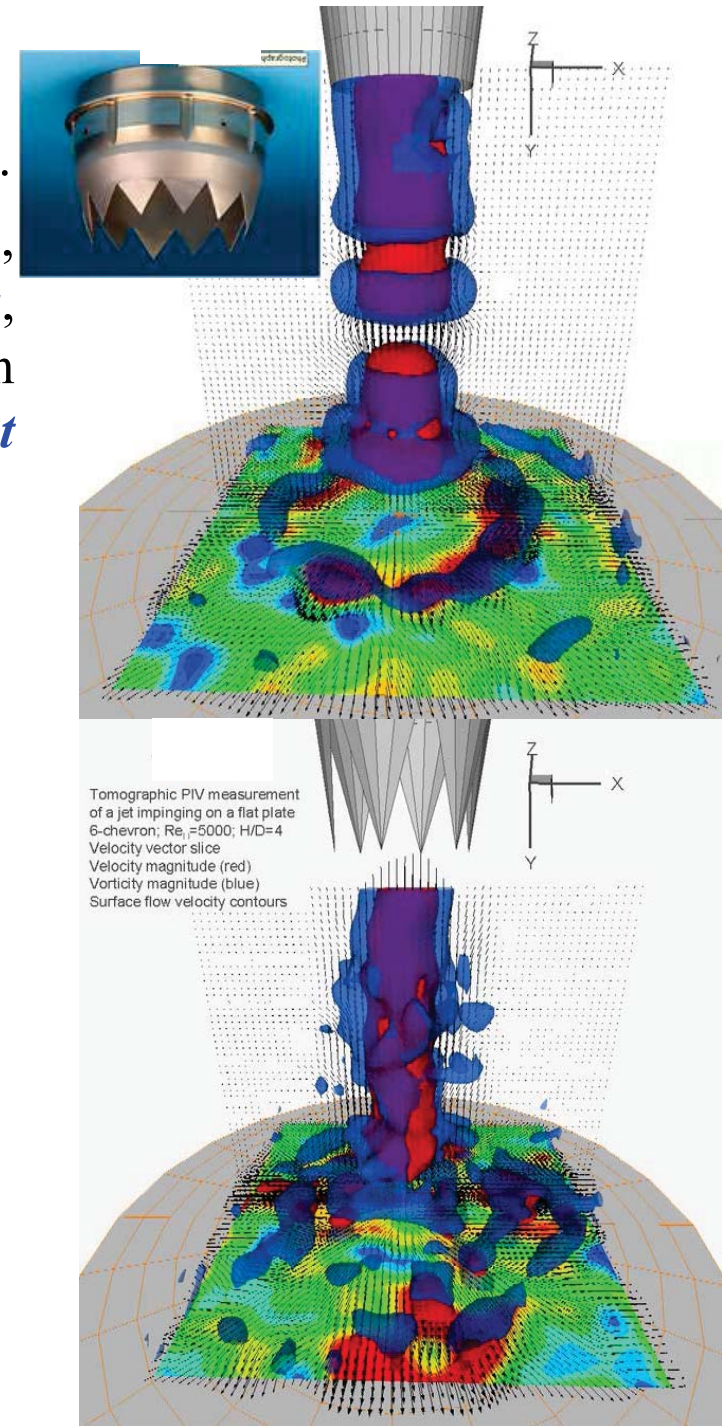 Photograph
.
,
,
n
t
Z
X
Y
Z
X
Y
Tomographic PIV measurement
of a jet impinging on a flat plate
6-chevron; Re=5000; H/D=4
Velocity vector slice
Velocity magnitude (red)
Vorticity magnitude (blue)
Surface flow velocity contours